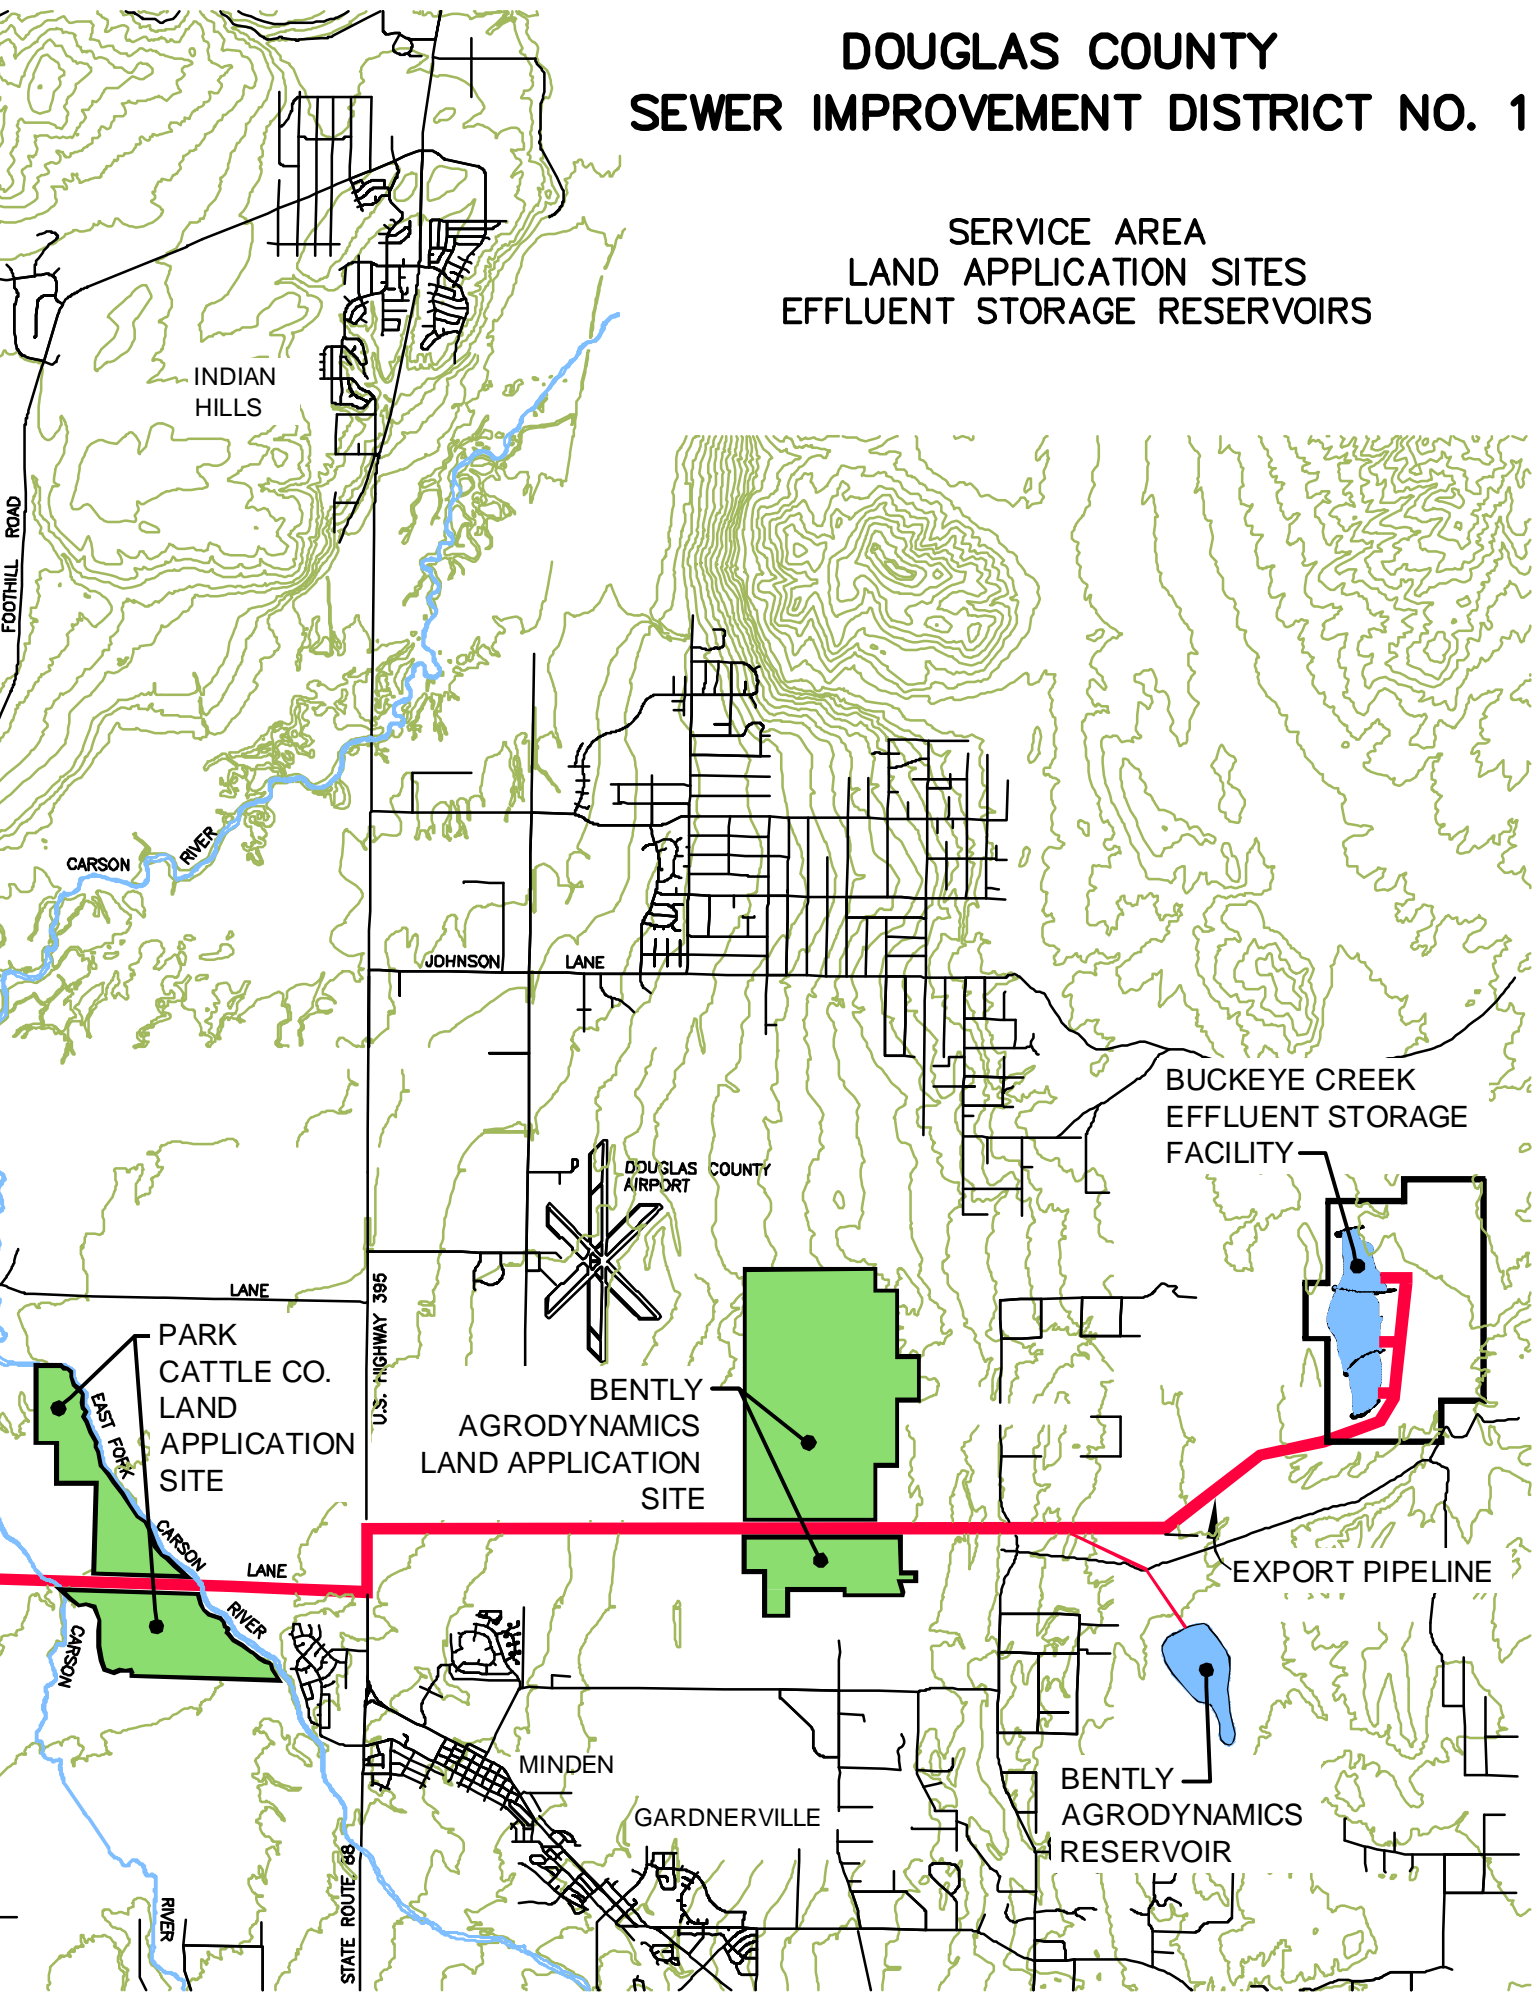 DOUGLAS COUNTY
SEWER IMPROVEMENT DISTRICT NO. 1
SERVICE AREA
LAND APPLICATION SITES
EFFLUENT STORAGE RESERVOIRS
INDIAN
HILLS
FOOTHILL ROAD
CARSON RIVER
JOHNSON LANE
BUCKEYE CREEK
EFFLUENT STORAGE
FACILITY
DOUGLAS COUNTY
AIRPORT
LANE
U.S. HIGHWAY 395
PARK
CATTLE CO.
LAND
APPLICATION
SITE
EAST FORK
CARSON
RIVER
BENTLY
AGRODYNAMICS
LAND APPLICATION
SITE
LANE
EXPORT PIPELINE
CARSON
RIVER
MINDEN
GARDNERVILLE
BENTLY
AGRODYNAMICS
RESERVOIR
STATE ROUTE 88